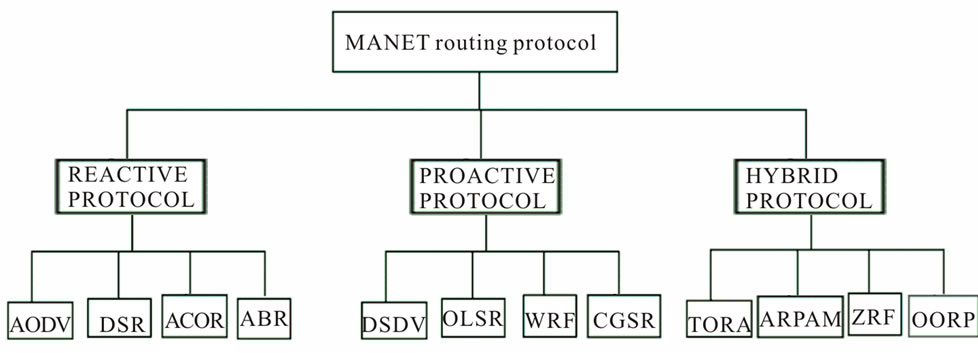 MANET routing protocol
REACTIVE
PROTOCOL
PROACTIVE
PROTOCOL
HYBRID
PROTOCOL
AODV
DSR
ACOR
ABR
DSDV
OLSR
WRF
CGSR
TORA
ARPAM
ZRF
OORP